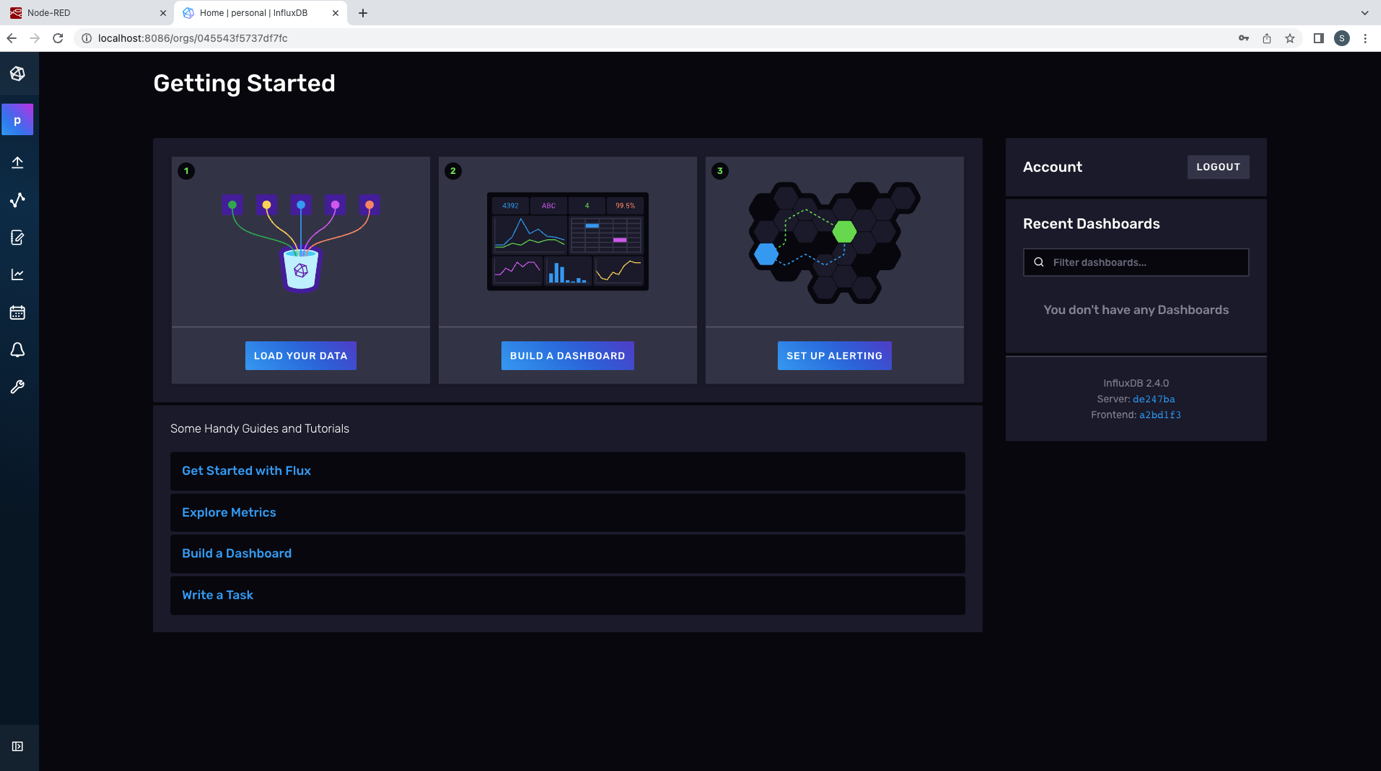 Node-RED
Home | personal | InfluxDB
localhost:8086/orgs/045543f5737df7fc
S
p
Getting Started
1
2
4392 ABC 4 99.5%
3
LOAD YOUR DATA
BUILD A DASHBOARD
SET UP ALERTING
Some Handy Guides and Tutorials
Get Started with Flux
Explore Metrics
Build a Dashboard
Write a Task
Account
LOGOUT
Recent Dashboards
Filter dashboards...
You don't have any Dashboards
InfluxDB 2.4.0
Server: de247ba
Frontend: a2bd1f3